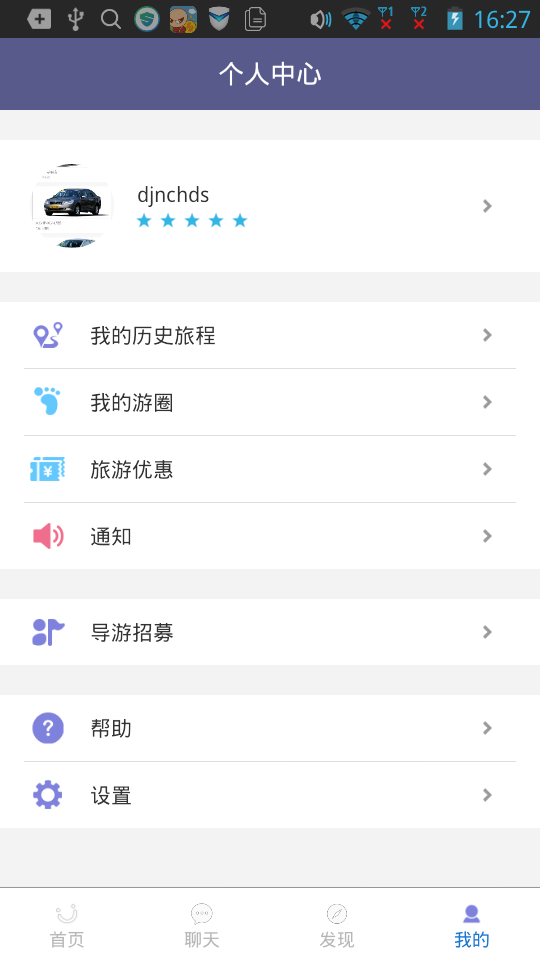 1 2 16:27
个人中心
djnchds
我的历史旅程
我的游圈
旅游优惠
通知
导游招募
帮助
设置
首页 聊天 发现 我的